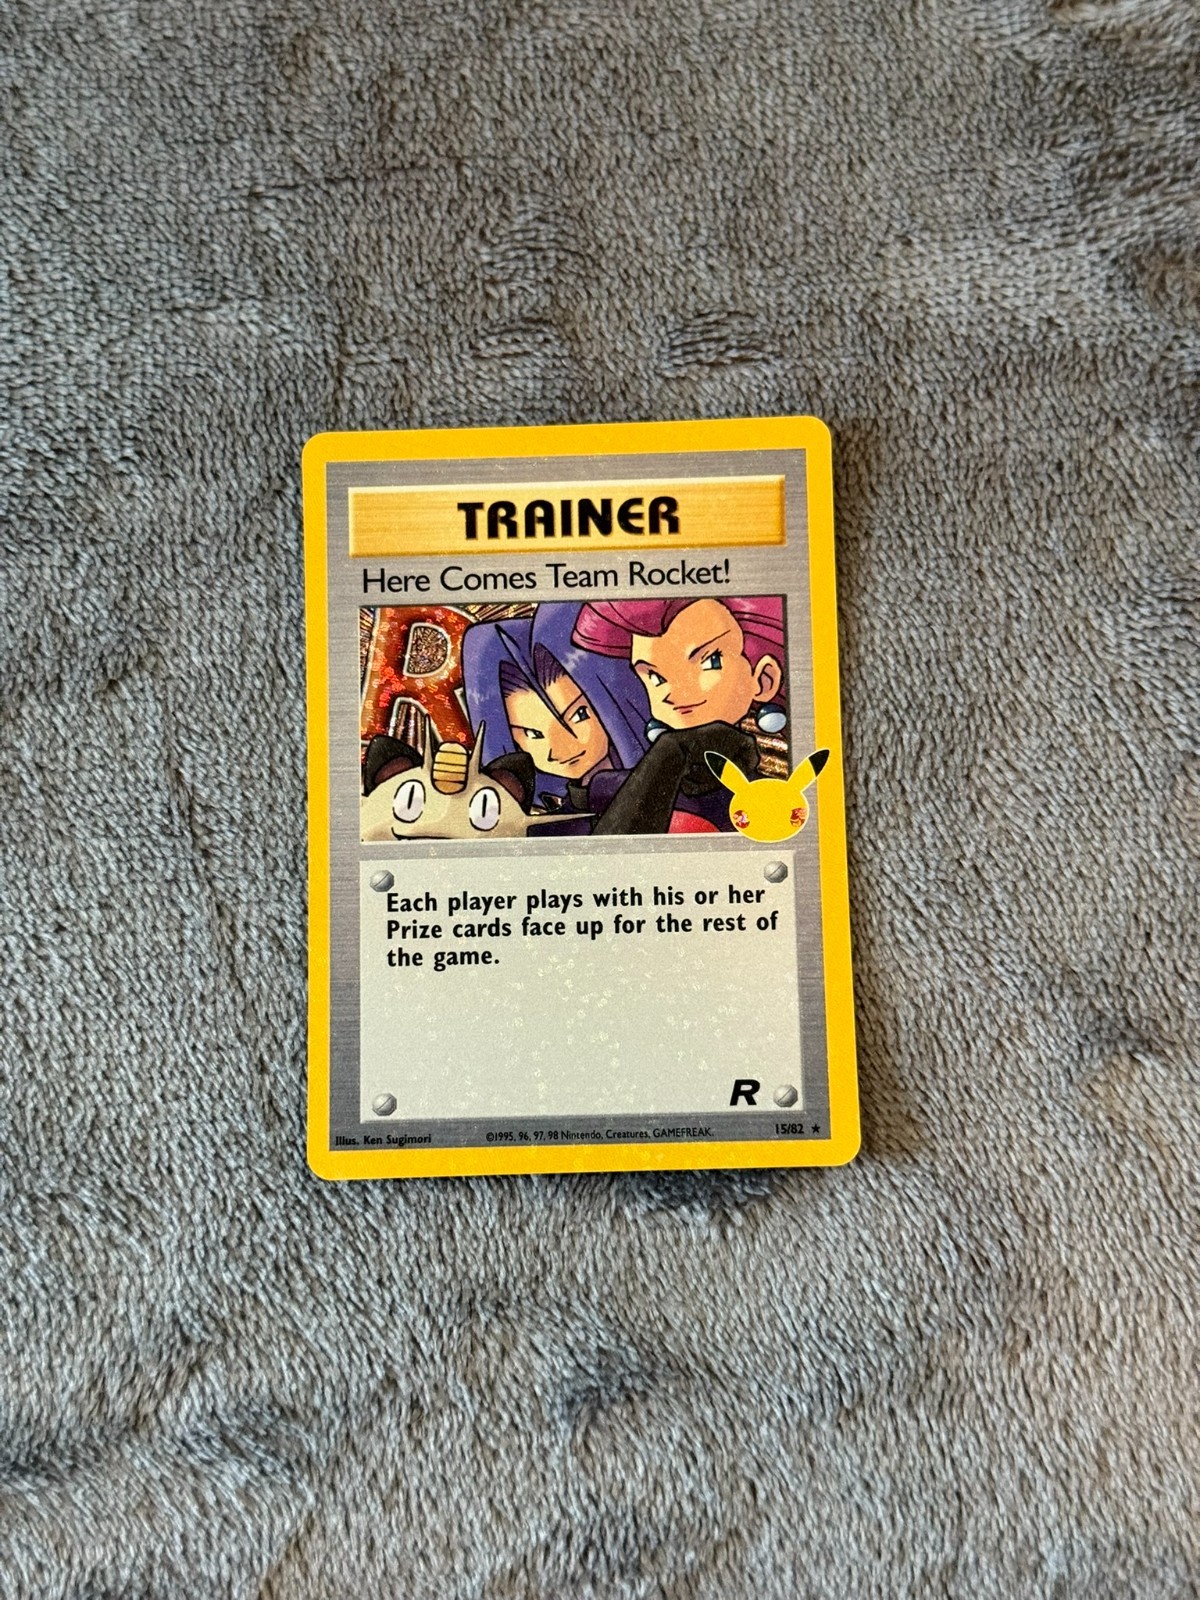 TRAINER
Here Comes Team Rocket!
R
Each player plays with his or her
Prize cards face up for the rest of
the game.
R
Illus. Ken Sugimori ©1995, 96, 97, 98 Nintendo, Creatures, GAMEFREAK. 15/82 ★